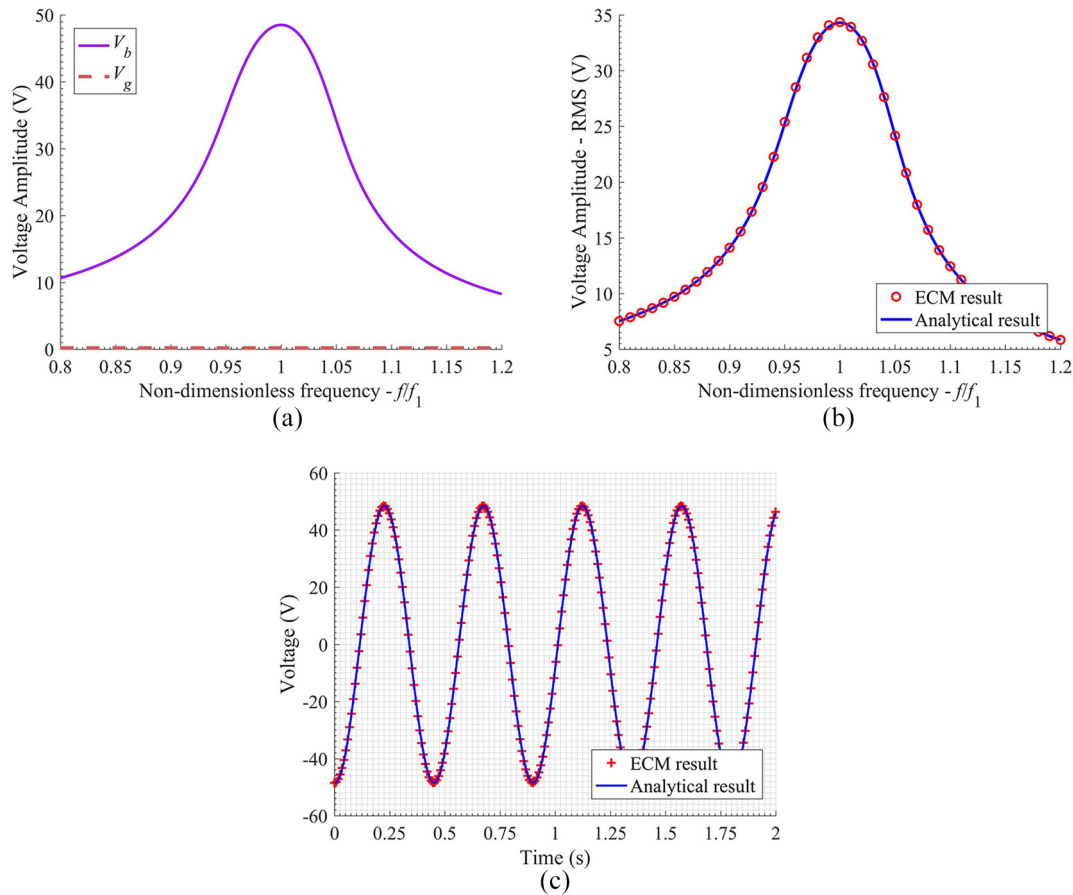 50
40
30
20
10
0
Voltage Amplitude (V)
V_b
V_g
0.8 0.85 0.9 0.95 1 1.05 1.1 1.15 1.2
Non-dimensionless frequency - f/f_1
(a)
35
30
25
20
15
10
5
Voltage Amplitude - RMS (V)
ECM result
Analytical result
0.8 0.85 0.9 0.95 1 1.05 1.1 1.15 1.2
Non-dimensionless frequency - f/f_1
(b)
60
40
20
0
-20
-40
-60
Voltage (V)
ECM result
Analytical result
0 0.25 0.5 0.75 1 1.25 1.5 1.75 2
Time (s)
(c)